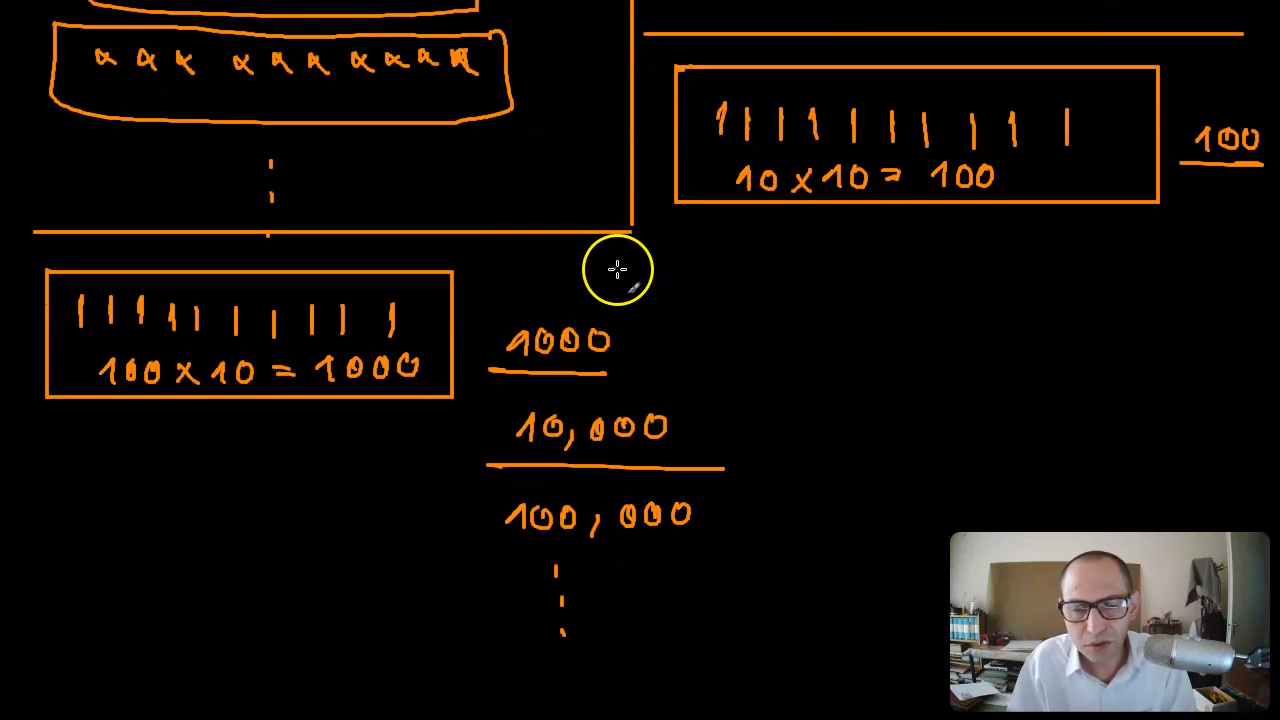 α α α α α α α α α
10 x 10 = 100
100
100 x 10 = 1000
1000
10,000
100,000